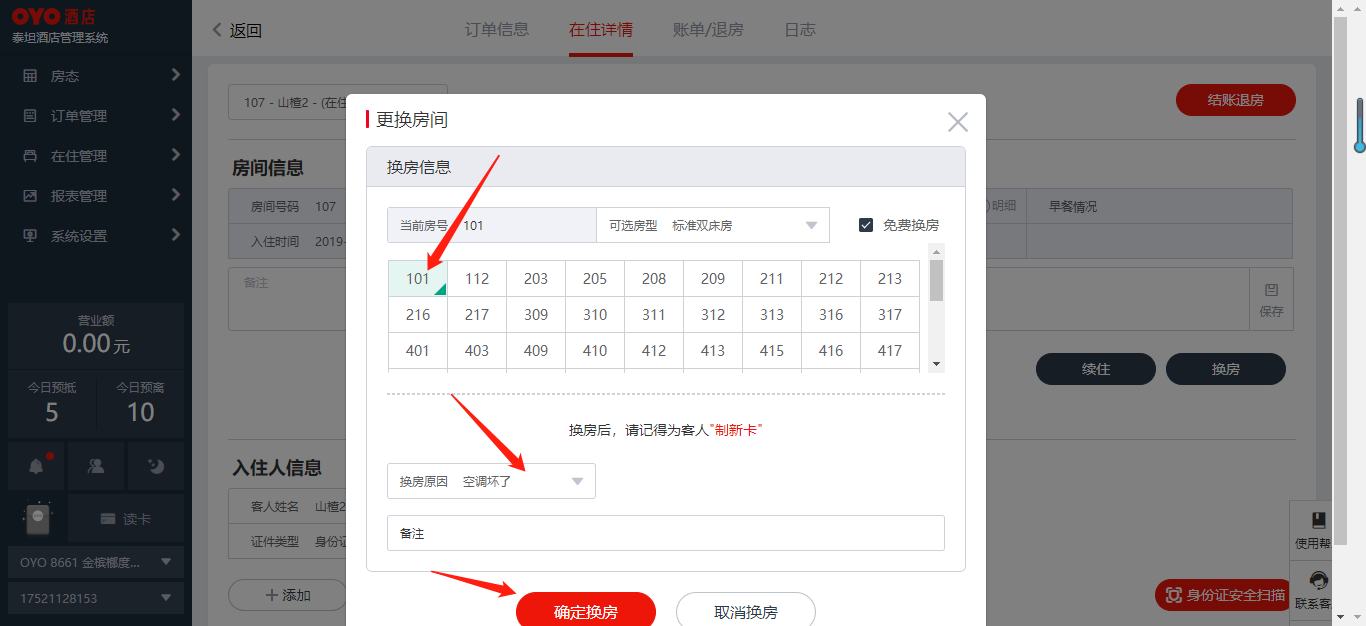 OYO 酒店
泰坦酒店管理系统
房态
订单管理
在住管理
报表管理
系统设置
营业额
0.00元
今日预抵 今日预离
5 10
读卡
OYO 8661 金槟榔度...
17521128153
返回 订单信息 在住详情 账单/退房 日志
107 - 山楂2 - (在住
结账退房
房间信息
房间号码 107
明细 早餐情况
入住时间 2019-
备注
保存
续住 换房
入住人信息
客人姓名 山楂2
证件类型 身份证
添加
更换房间
换房信息
当前房号 101 可选房型 标准双床房 免费换房
101 112 203 205 208 209 211 212 213
216 217 309 310 311 312 313 316 317
401 403 409 410 412 413 415 416 417
换房后，请记得为客人"制新卡"
换房原因 空调坏了
备注
确定换房 取消换房
使用帮
身份证安全扫描
联系客